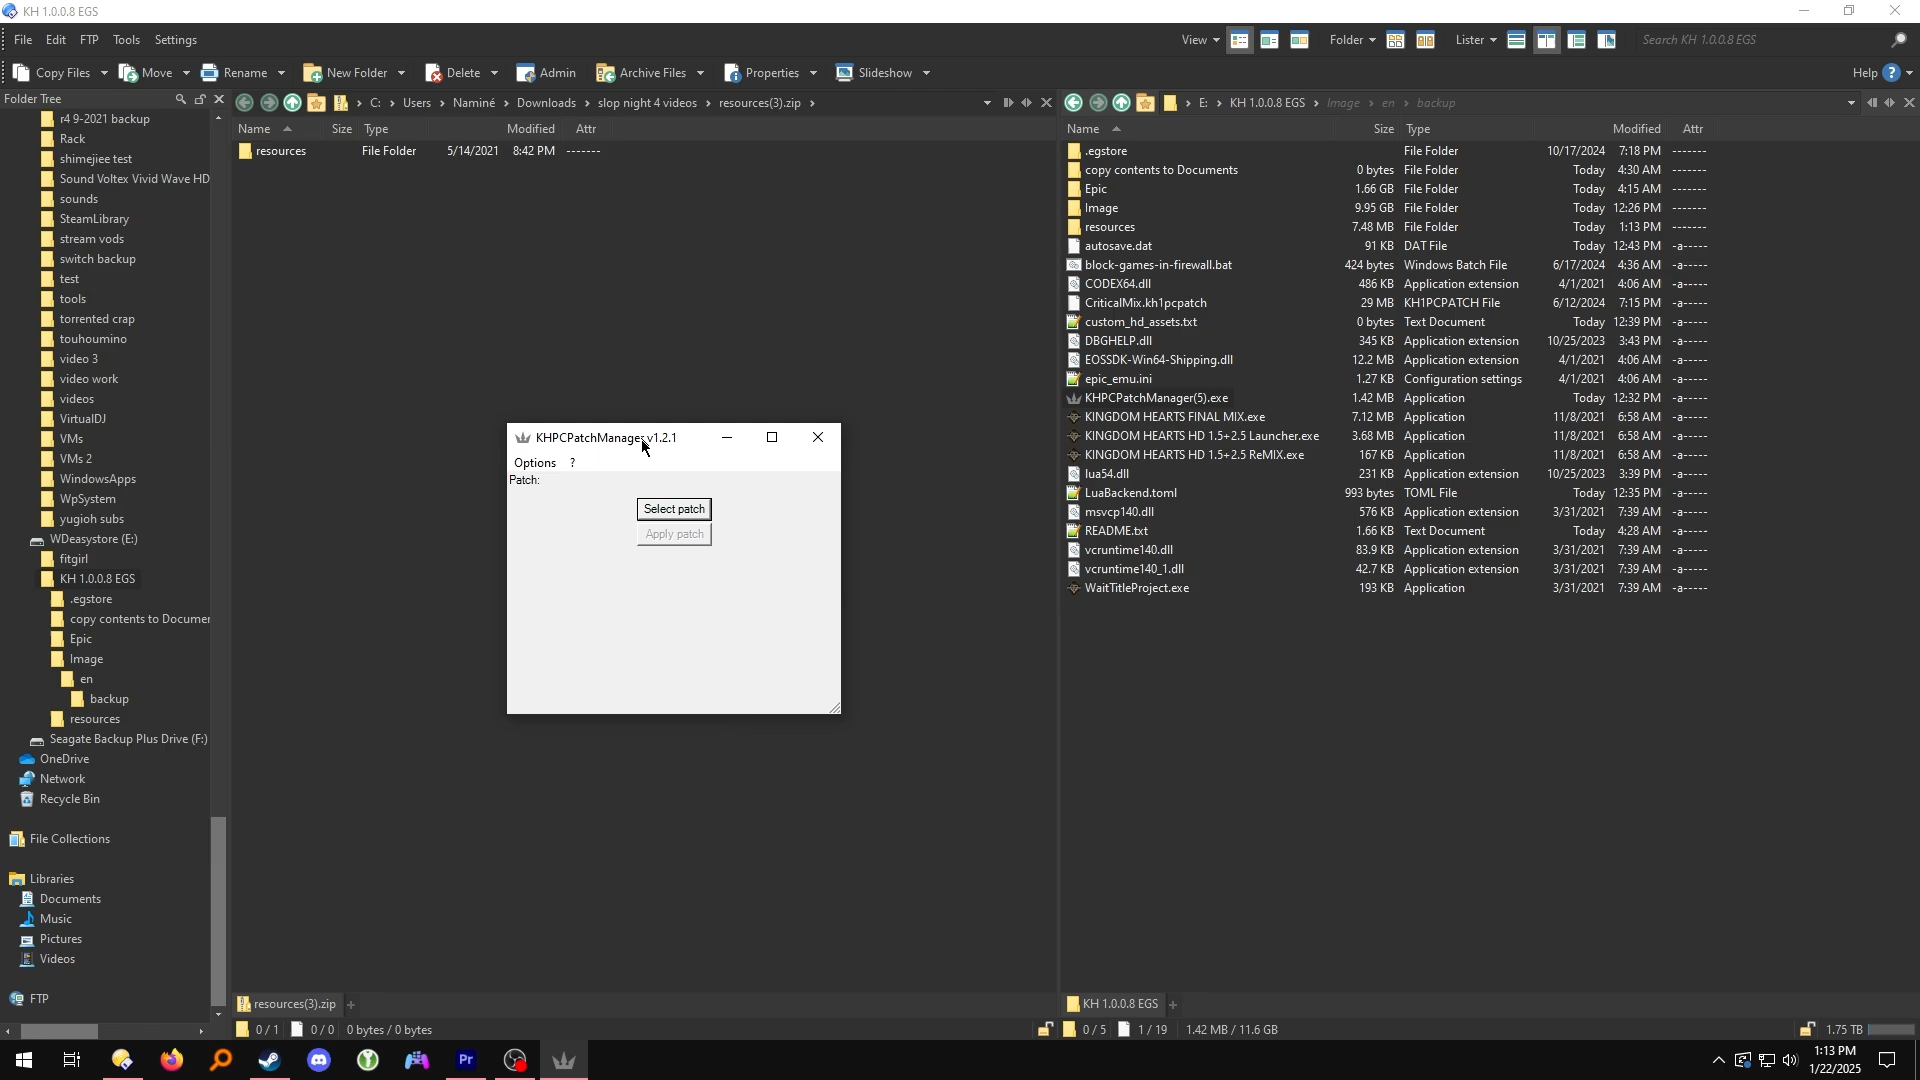 KH 1.0.0.8 EGS
File Edit FTP Tools Settings View Folder Lister Search KH 1.0.0.8 EGS
Copy Files Move Rename New Folder Delete Admin Archive Files Properties Slideshow Help
Folder Tree
r4 9-2021 backup
Rack
shimejiee test
Sound Voltex Vivid Wave HD
sounds
SteamLibrary
stream vods
switch backup
test
tools
torrented crap
touhoumino
video 3
video work
videos
VirtualDJ
VMs
VMs 2
WindowsApps
WpSystem
yugioh subs
WDeasystore (E:)
fitgirl
KH 1.0.0.8 EGS
.egstore
copy contents to Documer
Epic
Image
en
backup
resources
Seagate Backup Plus Drive (F:)
OneDrive
Network
Recycle Bin
File Collections
Libraries
Documents
Music
Pictures
Videos
FTP
C: Users Naminé Downloads slop night 4 videos resources(3).zip
Name Size Type Modified Attr
resources File Folder 5/14/2021 8:42 PM -------
KHPCPatchManager v1.2.1
Options ?
Patch:
Select patch
Apply patch
resources(3).zip +
0 / 1 0 / 0 0 bytes / 0 bytes
E: KH 1.0.0.8 EGS Image en backup
Name Size Type Modified Attr
.egstore File Folder 10/17/2024 7:18 PM -------
copy contents to Documents 0 bytes File Folder Today 4:30 AM -------
Epic 1.66 GB File Folder Today 4:15 AM -------
Image 9.95 GB File Folder Today 12:26 PM -------
resources 7.48 MB File Folder Today 1:13 PM -------
autosave.dat 91 KB DAT File Today 12:43 PM -a-----
block-games-in-firewall.bat 424 bytes Windows Batch File 6/17/2024 4:36 AM -a-----
CODEX64.dll 486 KB Application extension 4/1/2021 4:06 AM -a-----
CriticalMix.kh1pcpatch 29 MB KH1PCPATCH File 6/12/2024 7:15 PM -a-----
custom_hd_assets.txt 0 bytes Text Document Today 12:39 PM -a-----
DBGHELP.dll 345 KB Application extension 10/25/2023 3:43 PM -a-----
EOSSDK-Win64-Shipping.dll 12.2 MB Application extension 4/1/2021 4:06 AM -a-----
epic_emu.ini 1.27 KB Configuration settings 4/1/2021 4:06 AM -a-----
KHPCPatchManager(5).exe 1.42 MB Application Today 12:32 PM -a-----
KINGDOM HEARTS FINAL MIX.exe 7.12 MB Application 11/8/2021 6:58 AM -a-----
KINGDOM HEARTS HD 1.5+2.5 Launcher.exe 3.68 MB Application 11/8/2021 6:58 AM -a-----
KINGDOM HEARTS HD 1.5+2.5 ReMIX.exe 167 KB Application 11/8/2021 6:58 AM -a-----
lua54.dll 231 KB Application extension 10/25/2023 3:39 PM -a-----
LuaBackend.toml 993 bytes TOML File Today 12:35 PM -a-----
msvcp140.dll 576 KB Application extension 3/31/2021 7:39 AM -a-----
README.txt 1.66 KB Text Document Today 4:28 AM -a-----
vcruntime140.dll 83.9 KB Application extension 3/31/2021 7:39 AM -a-----
vcruntime140_1.dll 42.7 KB Application extension 3/31/2021 7:39 AM -a-----
WaitTitleProject.exe 193 KB Application 3/31/2021 7:39 AM -a-----
KH 1.0.0.8 EGS +
0 / 5 1 / 19 1.42 MB / 11.6 GB 1.75 TB
Pr
1:13 PM
1/22/2025